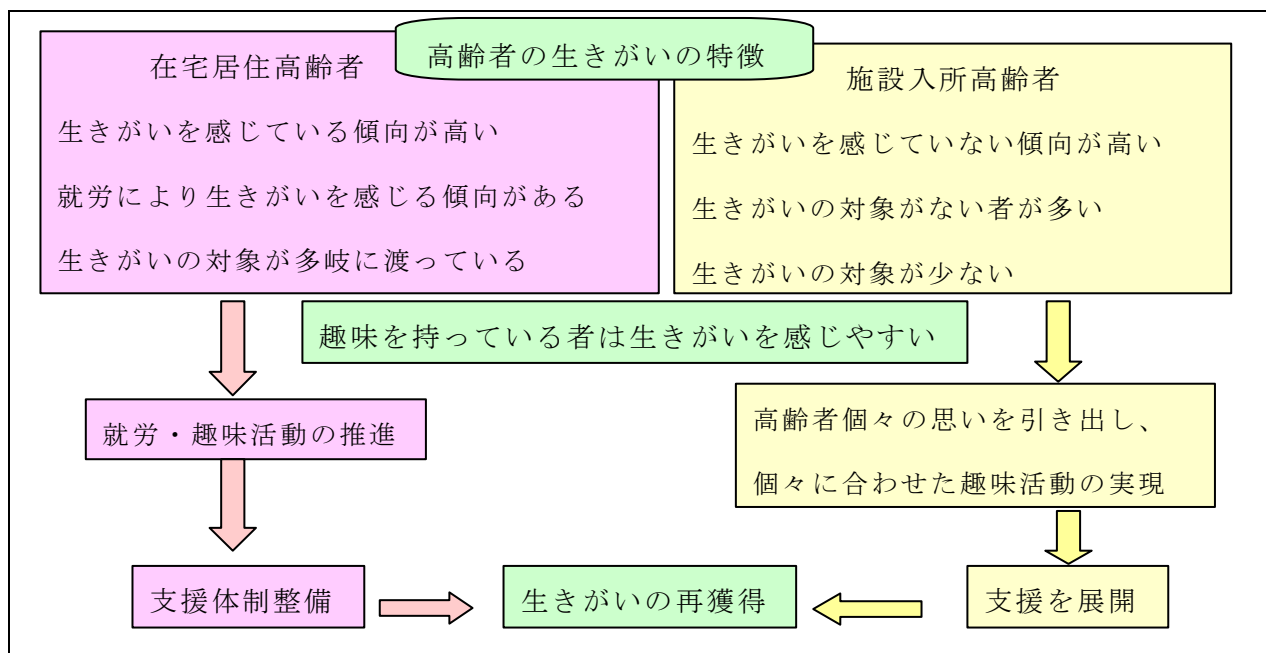 高齢者の生きがいの特徴
在宅居住高齢者
生きがいを感じている傾向が高い
就労により生きがいを感じる傾向がある
生きがいの対象が多岐に渡っている
施設入所高齢者
生きがいを感じていない傾向が高い
生きがいの対象がない者が多い
生きがいの対象が少ない
趣味を持っている者は生きがいを感じやすい
就労・趣味活動の推進
高齢者個々の思いを引き出し、
個々に合わせた趣味活動の実現
支援体制整備
生きがいの再獲得
支援を展開